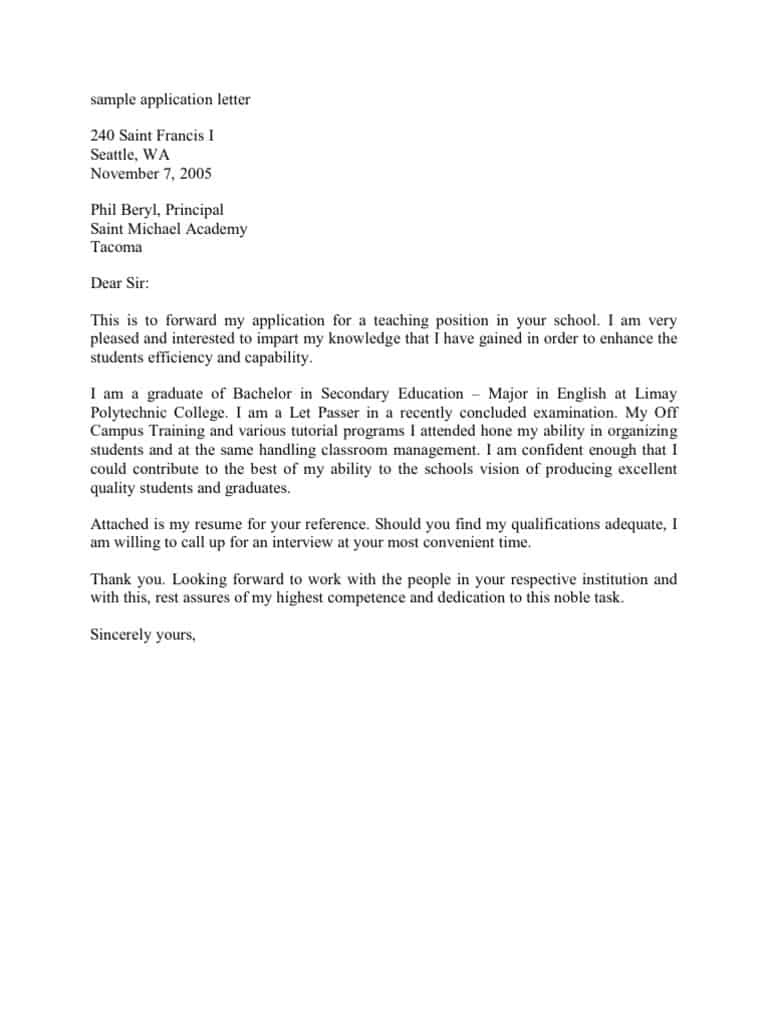 sample application letter
240 Saint Francis I
Seattle, WA
November 7, 2005
Phil Beryl, Principal
Saint Michael Academy
Tacoma
Dear Sir:
This is to forward my application for a teaching position in your school. I am very
pleased and interested to impart my knowledge that I have gained in order to enhance the
students efficiency and capability.
I am a graduate of Bachelor in Secondary Education – Major in English at Limay
Polytechnic College. I am a Let Passer in a recently concluded examination. My Off
Campus Training and various tutorial programs I attended hone my ability in organizing
students and at the same handling classroom management. I am confident enough that I
could contribute to the best of my ability to the schools vision of producing excellent
quality students and graduates.
Attached is my resume for your reference. Should you find my qualifications adequate, I
am willing to call up for an interview at your most convenient time.
Thank you. Looking forward to work with the people in your respective institution and
with this, rest assures of my highest competence and dedication to this noble task.
Sincerely yours,